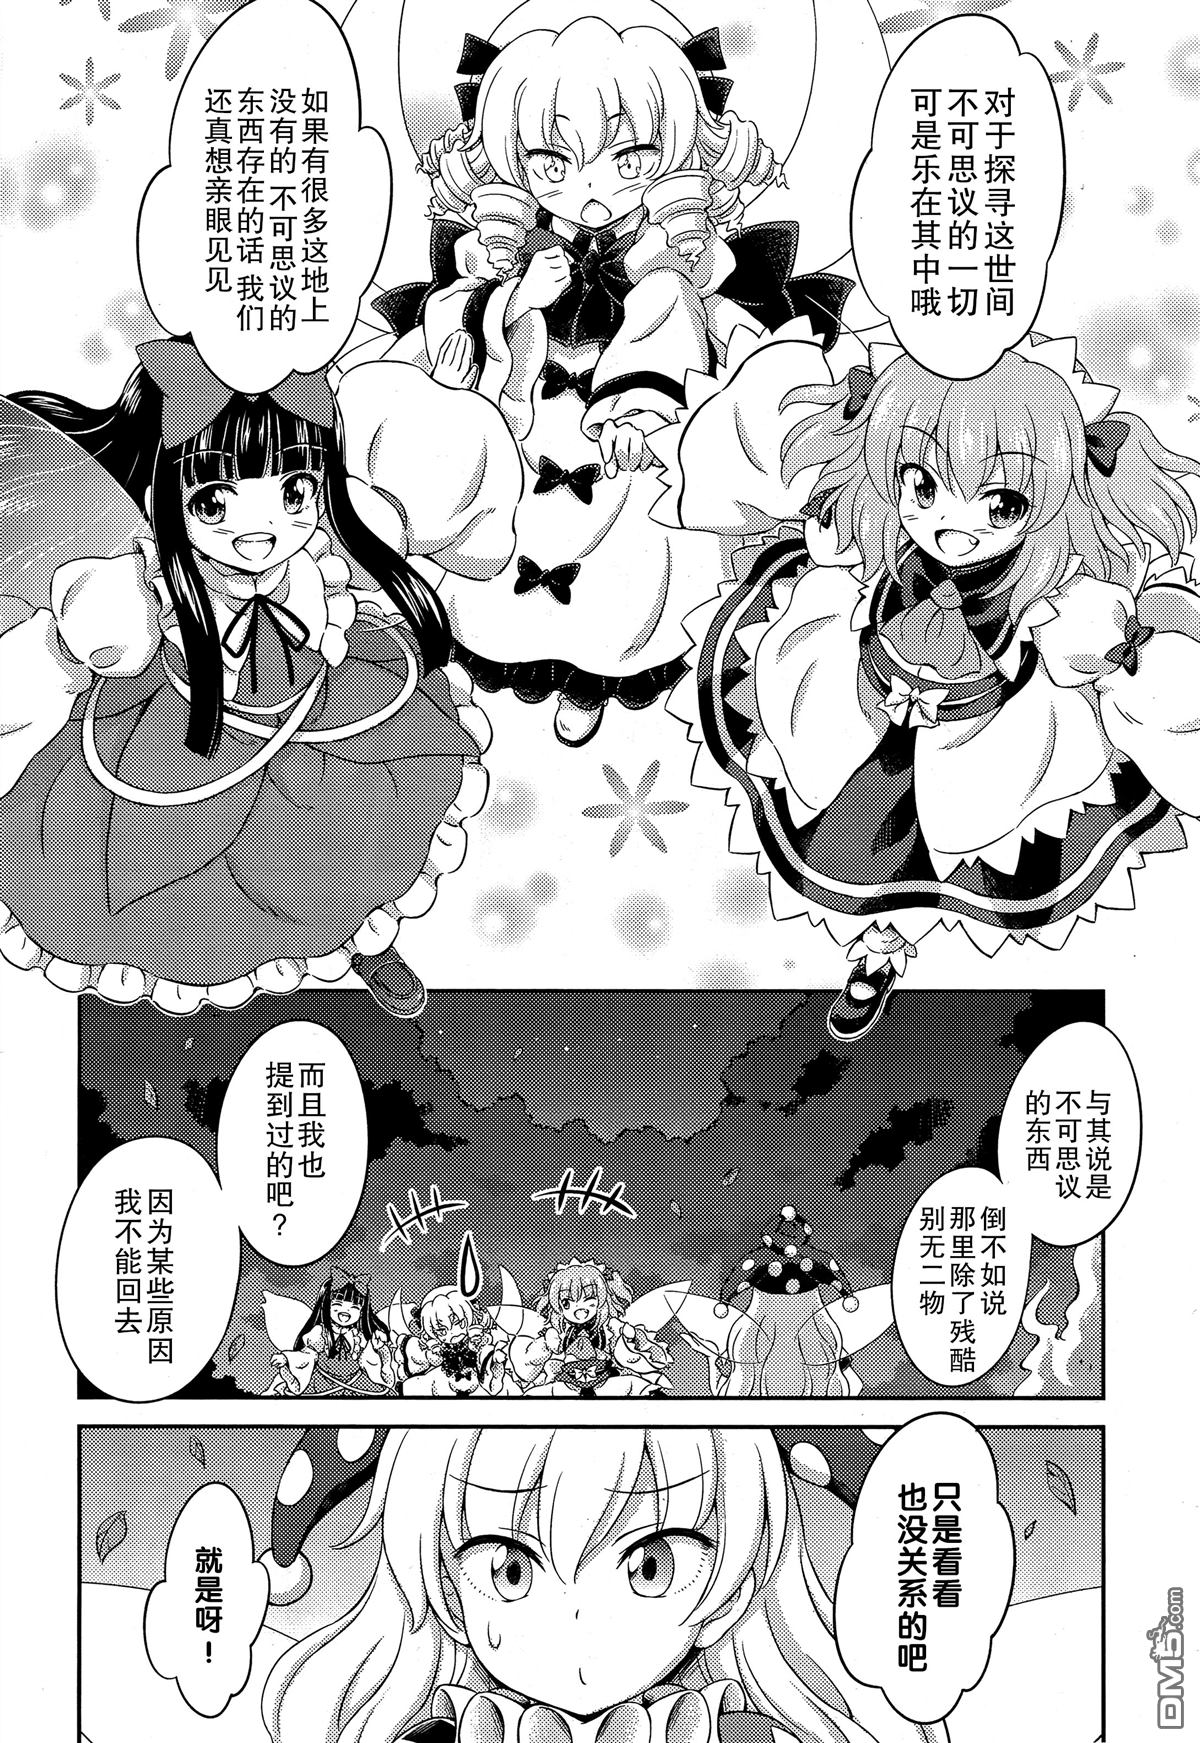 对于探寻这世间
不可思议的一切
可是乐在其中哦
如果有很多这地上
没有的 不可思议的
东西存在的话 我们
还真想亲眼见见
与其说是
不可思议
的东西
倒不如说
那里除了残酷
别无二物
而且我也
提到过的吧？
因为某些原因
我不能回去
只是看看
也没关系的吧
就是呀！
DM5.com